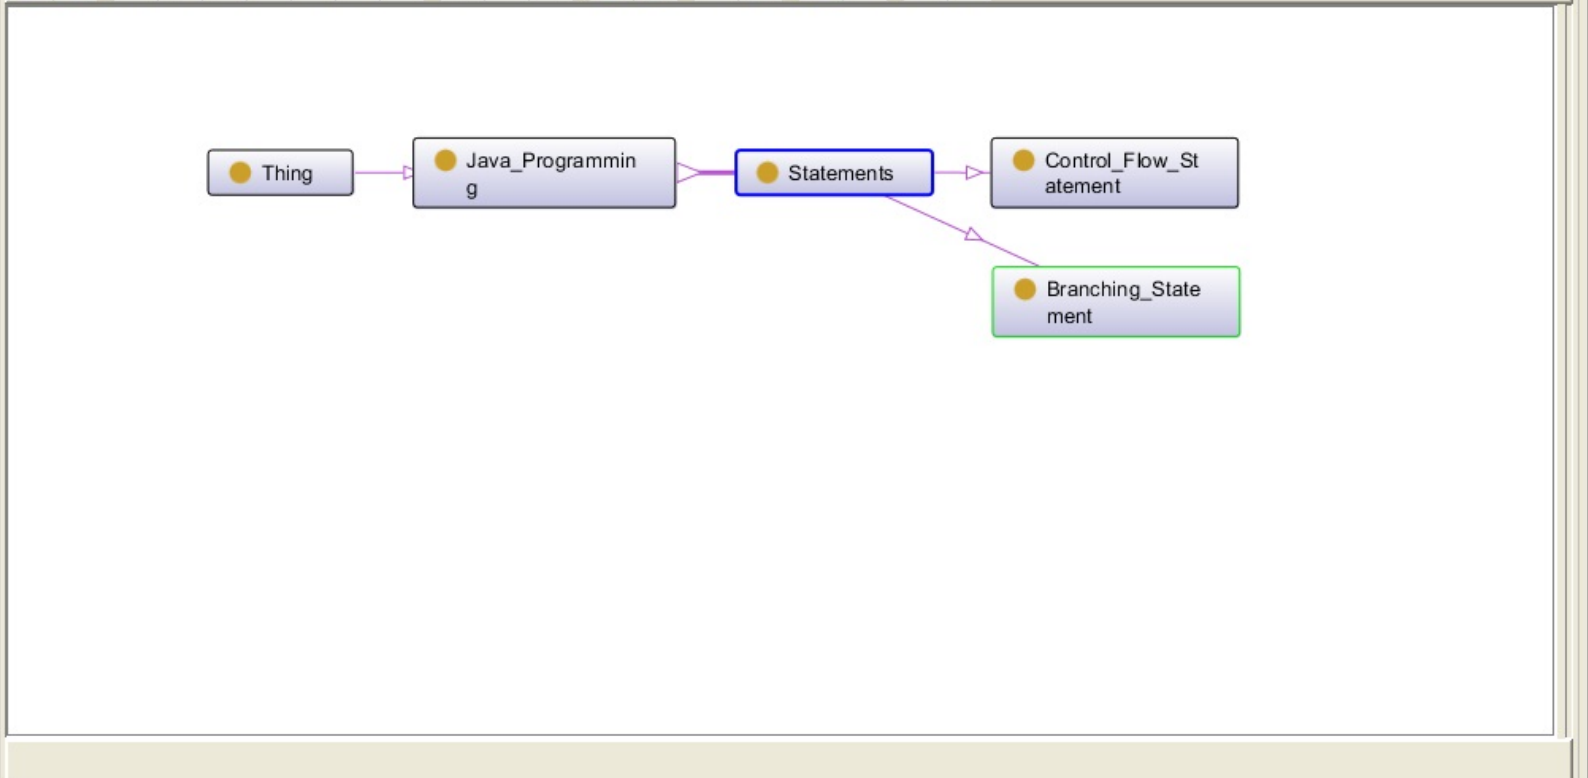 Thing
Java_Programmin
g
Statements
Control_Flow_St
atement
Branching_State
ment